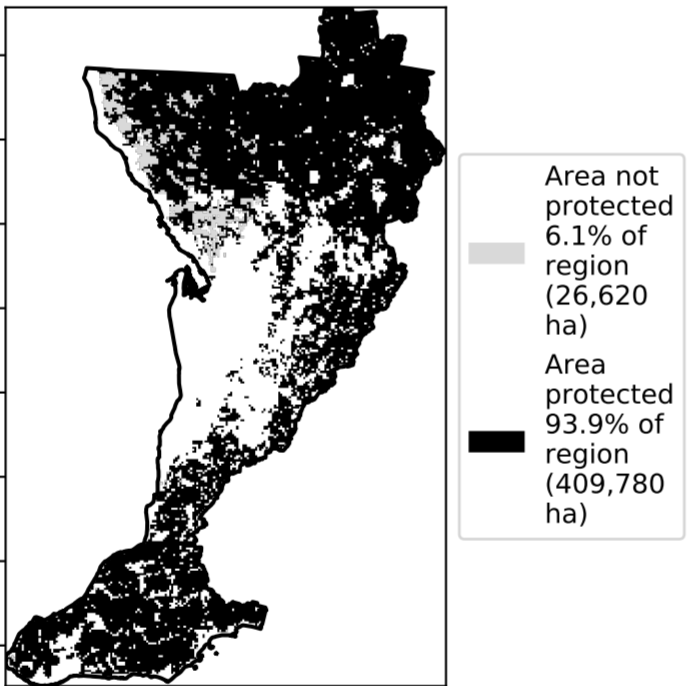 Area not
protected
6.1% of
region
(26,620
ha)
Area
protected
93.9% of
region
(409,780
ha)